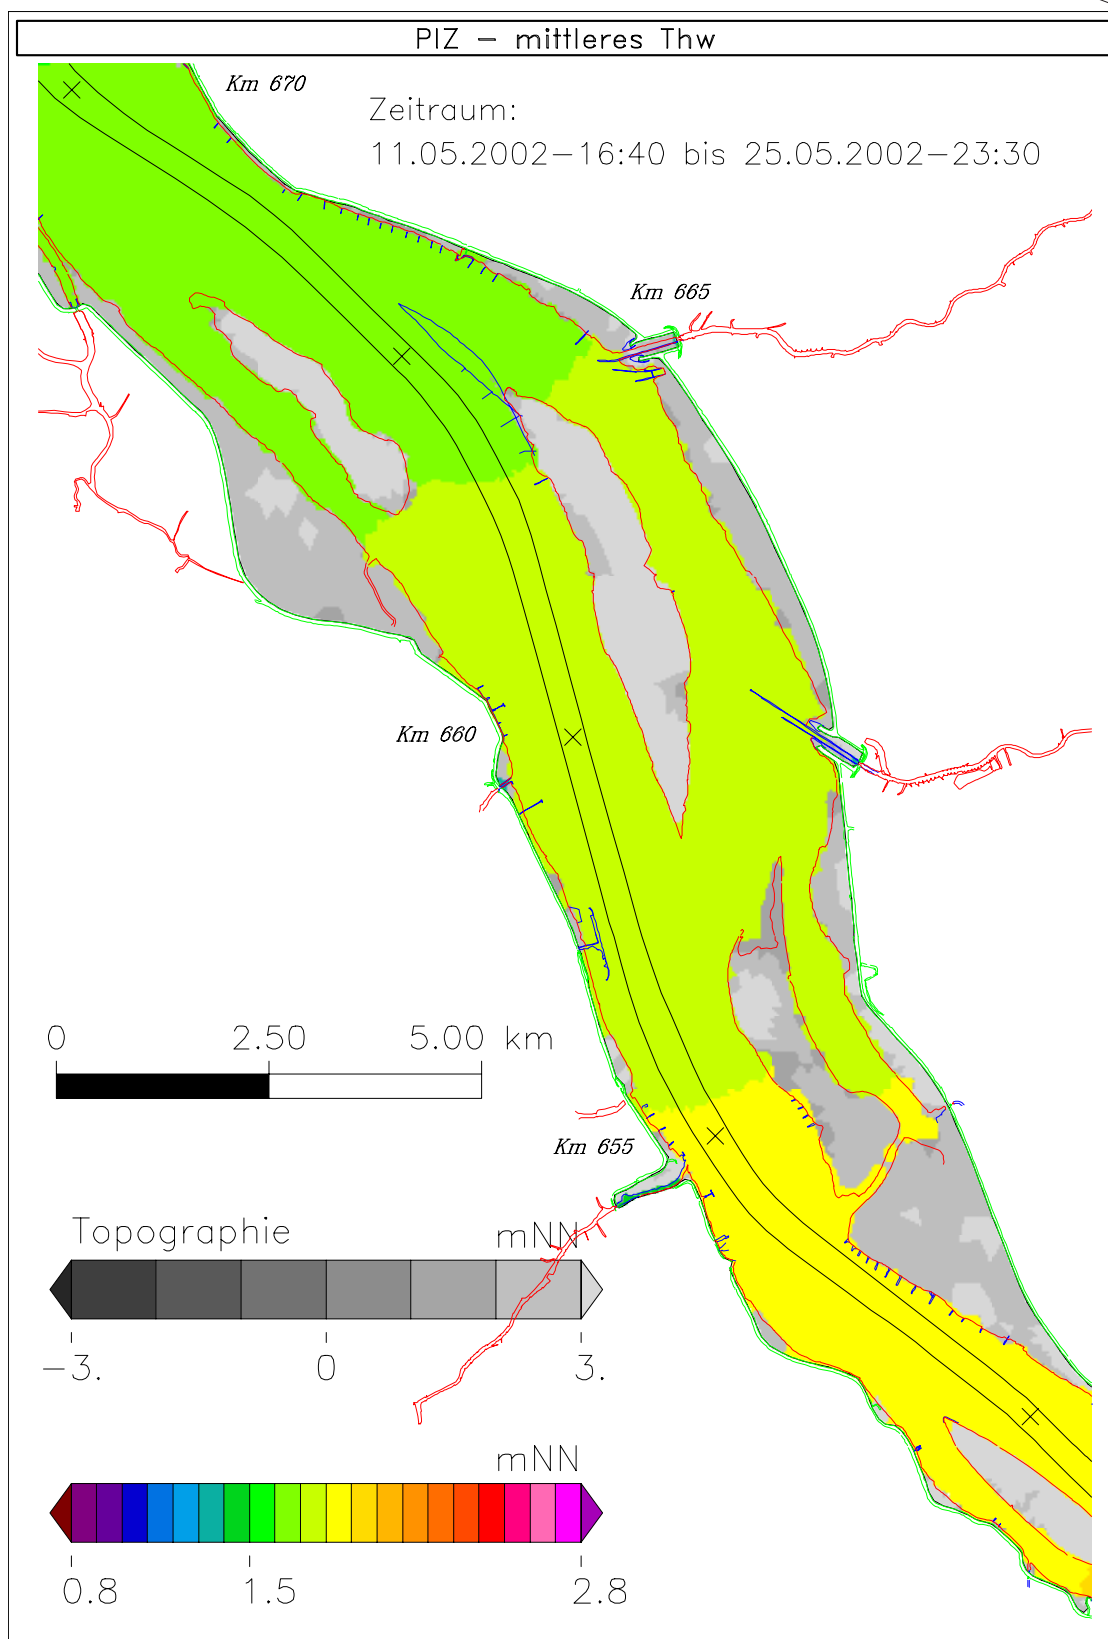 PIZ – mittleres Thw
Km 670
Zeitraum:
11.05.2002–16:40 bis 25.05.2002–23:30
Km 665
Km 660
0 2.50 5.00 km
Km 655
Topographie mNN
–3. 0 3.
mNN
0.8 1.5 2.8